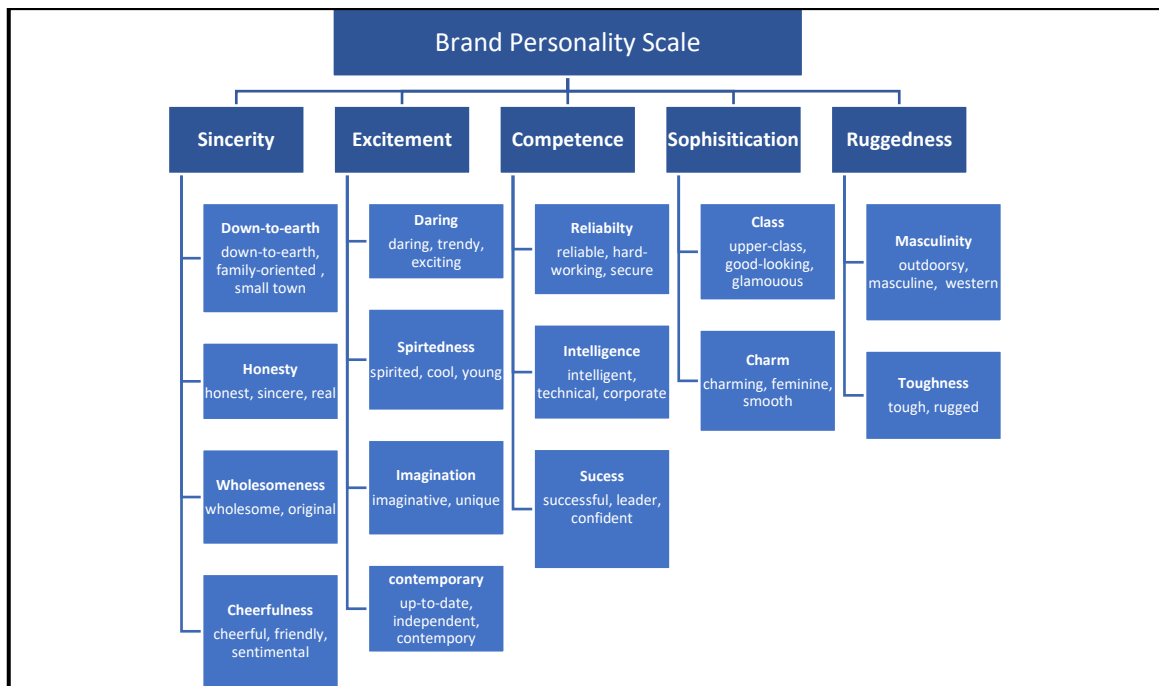 Brand Personality Scale
Sincerity
Excitement
Competence
Sophisitication
Ruggedness
Down-to-earth
down-to-earth,
family-oriented ,
small town
Honesty
honest, sincere, real
Wholesomeness
wholesome, original
Cheerfulness
cheerful, friendly,
sentimental
Daring
daring, trendy,
exciting
Spirtedness
spirited, cool, young
Imagination
imaginative, unique
contemporary
up-to-date,
independent,
contempory
Reliabilty
reliable, hard-
working, secure
Intelligence
intelligent,
technical, corporate
Sucess
successful, leader,
confident
Class
upper-class,
good-looking,
glamouous
Charm
charming, feminine,
smooth
Masculinity
outdoorsy,
masculine, western
Toughness
tough, rugged